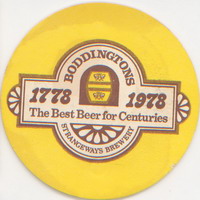 BODDINGTONS
1778 1978
The Best Beer for Centuries
STRANGEWAYS BREWERY